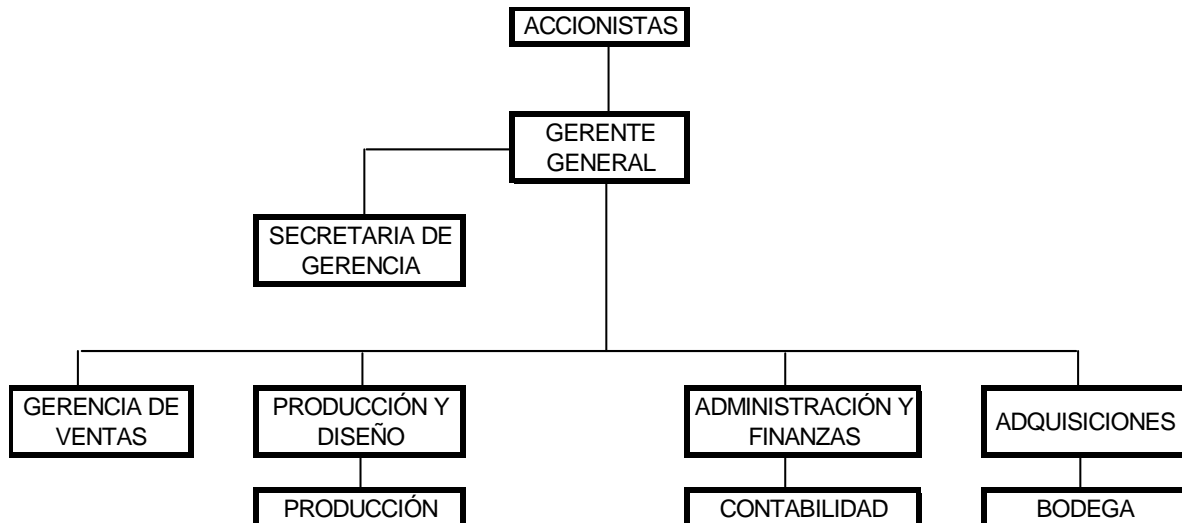 ACCIONISTAS
GERENTE
GENERAL
SECRETARIA DE
GERENCIA
GERENCIA DE
VENTAS
PRODUCCIÓN Y
DISEÑO
ADMINISTRACIÓN Y
FINANZAS
ADQUISICIONES
PRODUCCIÓN
CONTABILIDAD
BODEGA